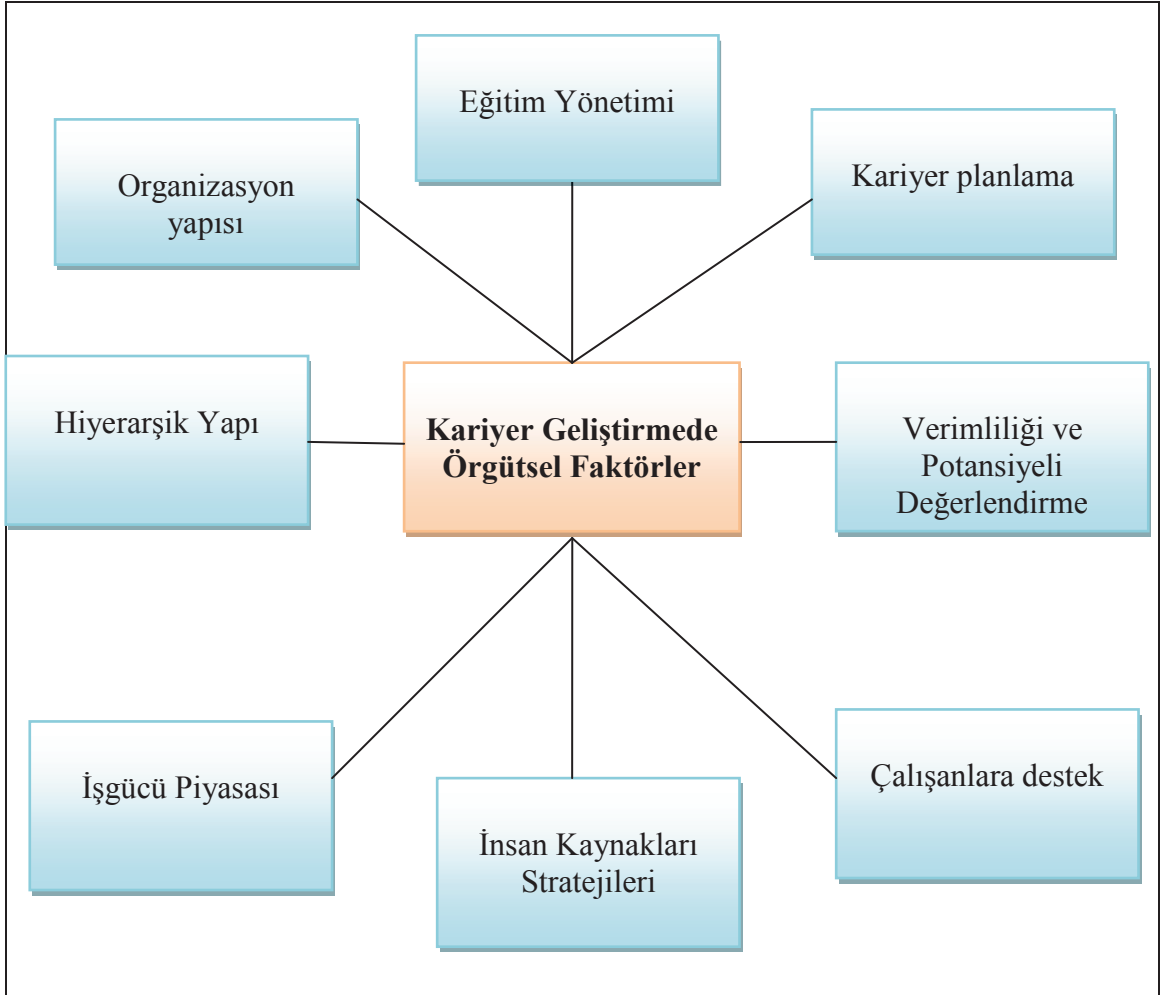 Eğitim Yönetimi
Organizasyon
yapısı
Kariyer planlama
Hiyerarşik Yapı
Kariyer Geliştirmede
Örgütsel Faktörler
Verimliliği ve
Potansiyeli
Değerlendirme
İşgücü Piyasası
İnsan Kaynakları
Stratejileri
Çalışanlara destek